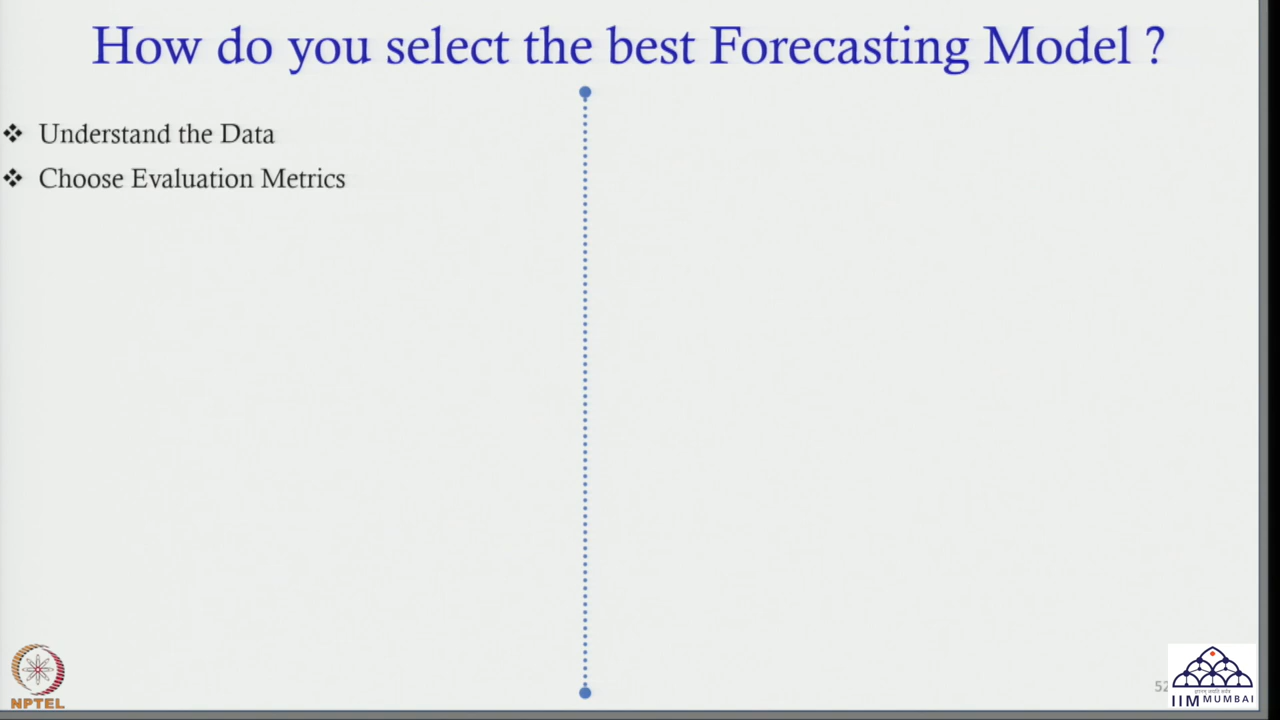 How do you select the best Forecasting Model ?
❖ Understand the Data
❖ Choose Evaluation Metrics
NPTEL
52
IIM MUMBAI